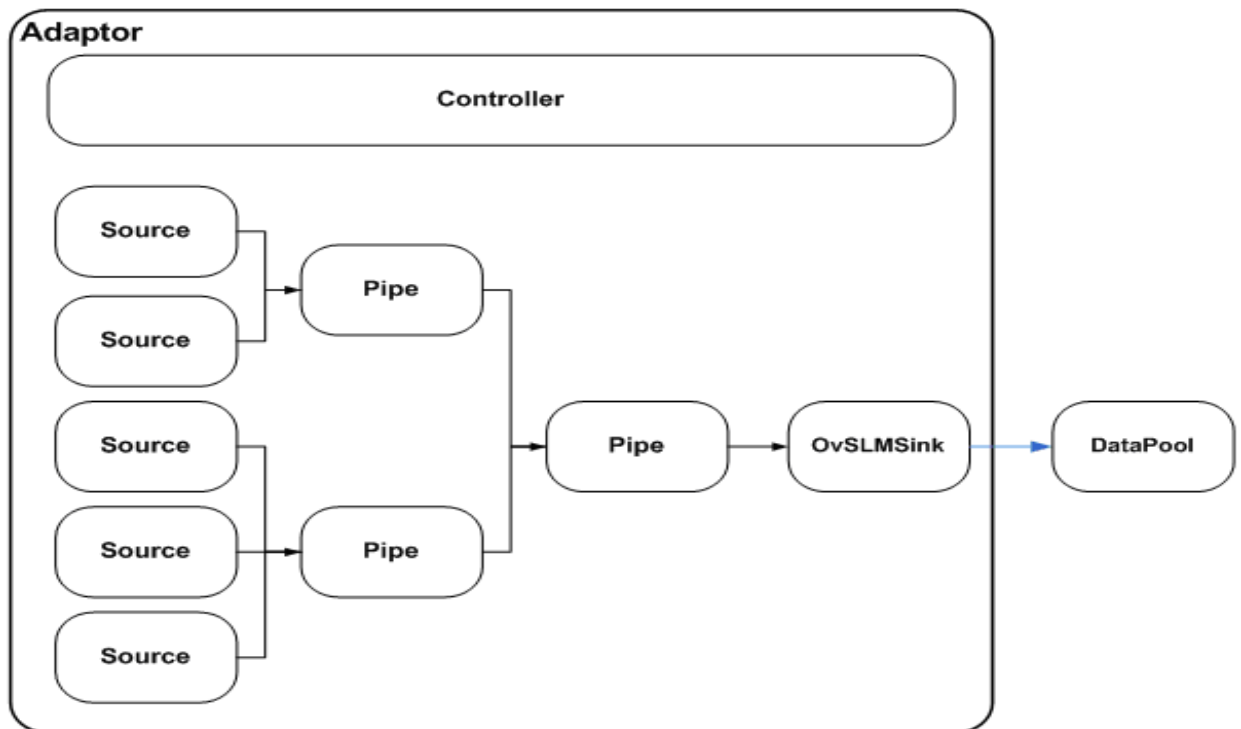 Adaptor
Controller
Source
Source
Pipe
Source
Source
Source
Pipe
Pipe
OvSLMSink
DataPool